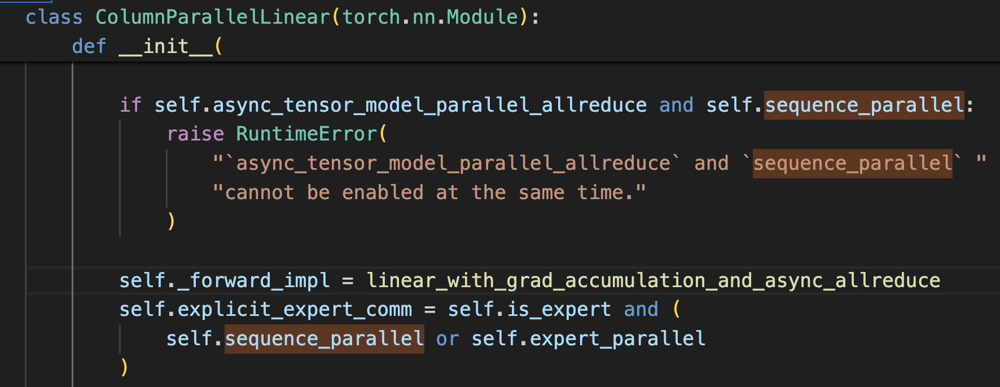 class ColumnParallelLinear(torch.nn.Module):
def __init__(
if self.async_tensor_model_parallel_allreduce and self.sequence_parallel:
raise RuntimeError(
"`async_tensor_model_parallel_allreduce` and `sequence_parallel` "
"cannot be enabled at the same time."
)
self._forward_impl = linear_with_grad_accumulation_and_async_allreduce
self.explicit_expert_comm = self.is_expert and (
self.sequence_parallel or self.expert_parallel
)